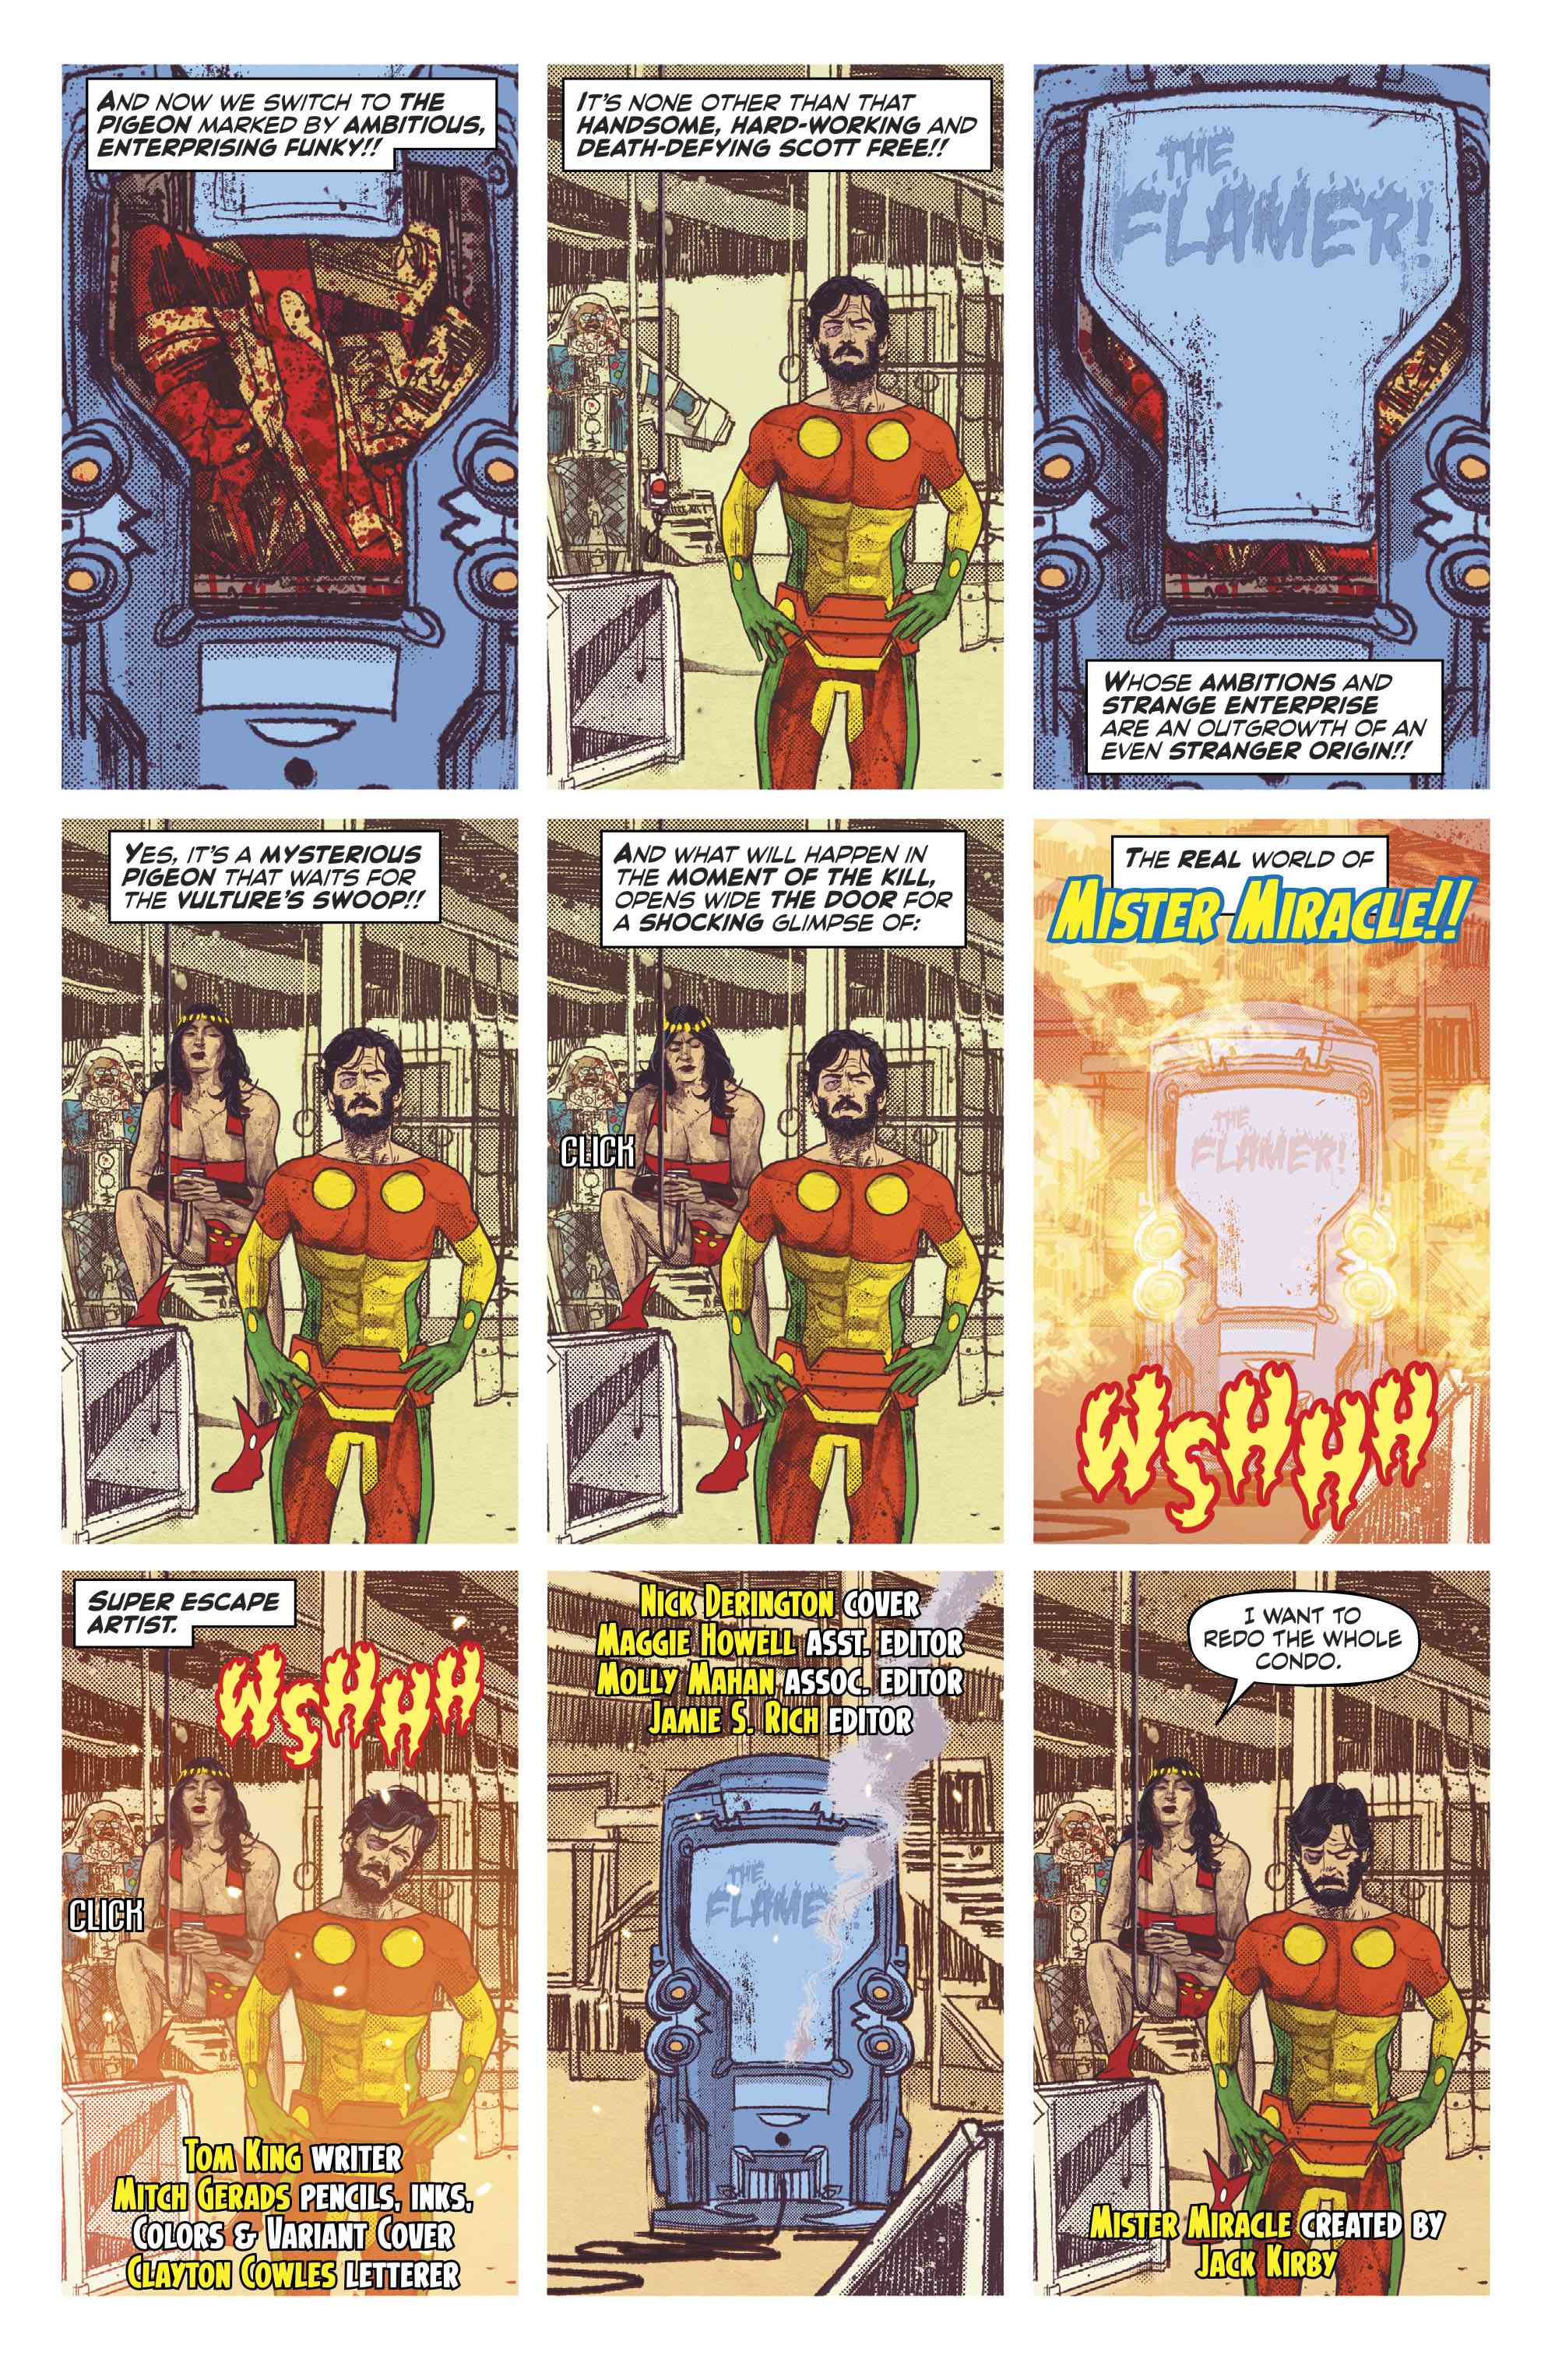 AND NOW WE SWITCH TO THE
PIGEON MARKED BY AMBITIOUS,
ENTERPRISING FUNKY!!
IT'S NONE OTHER THAN THAT
HANDSOME, HARD-WORKING AND
DEATH-DEFYING SCOTT FREE!!
THE
FLAMER!
WHOSE AMBITIONS AND
STRANGE ENTERPRISE
ARE AN OUTGROWTH OF AN
EVEN STRANGER ORIGIN!!
YES, IT'S A MYSTERIOUS
PIGEON THAT WAITS FOR
THE VULTURE'S SWOOP!!
AND WHAT WILL HAPPEN IN
THE MOMENT OF THE KILL,
OPENS WIDE THE DOOR FOR
A SHOCKING GLIMPSE OF:
CLICK
THE REAL WORLD OF
MISTER MIRACLE!!
THE
FLAMER!
WSHHH
SUPER ESCAPE
ARTIST.
WSHHH
CLICK
TOM KING WRITER
MITCH GERADS PENCILS, INKS,
COLORS & VARIANT COVER
CLAYTON COWLES LETTERER
NICK DERINGTON COVER
MAGGIE HOWELL ASST. EDITOR
MOLLY MAHAN ASSOC. EDITOR
JAMIE S. RICH EDITOR
THE
FLAME
I WANT TO
REDO THE WHOLE
CONDO.
MISTER MIRACLE CREATED BY
JACK KIRBY